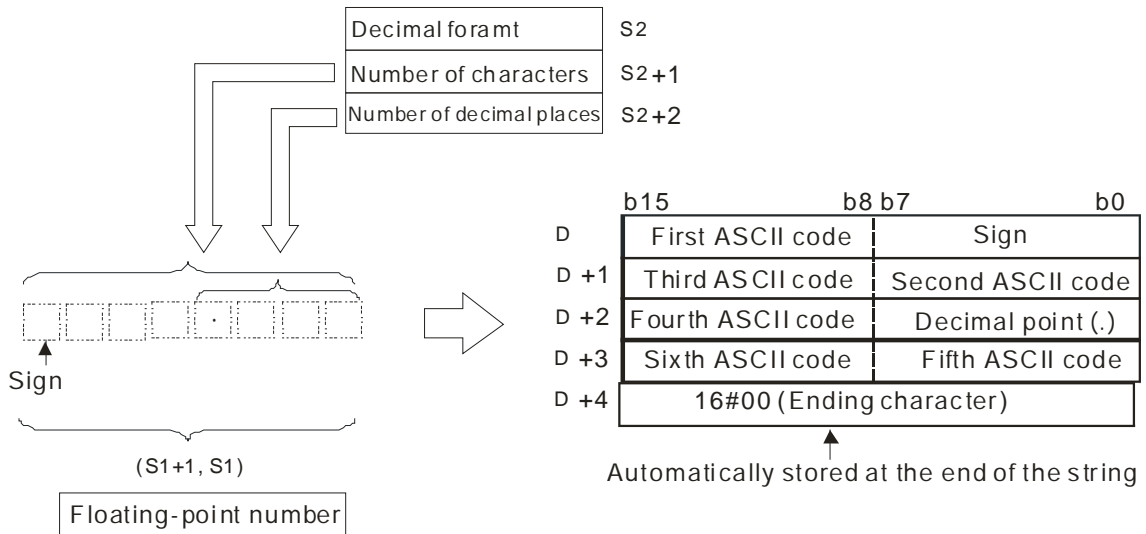 Decimal foramt S2
Number of characters S2+1
Number of decimal places S2+2
b15 b8 b7 b0
D First ASCII code Sign
D +1 Third ASCII code Second ASCII code
D +2 Fourth ASCII code Decimal point (.)
D +3 Sixth ASCII code Fifth ASCII code
D +4 16#00 (Ending character)
Automatically stored at the end of the string
.
Sign
(S1+1, S1)
Floating-point number